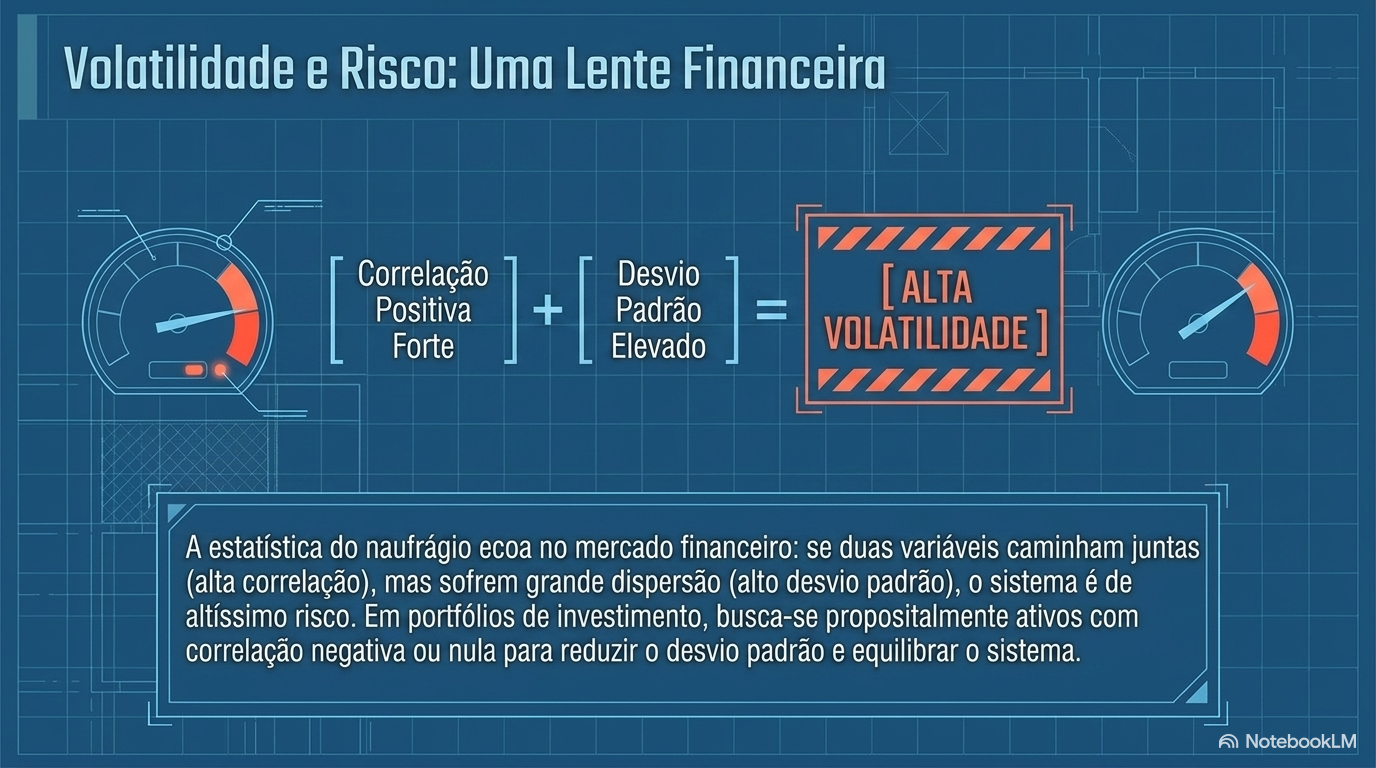 Volatilidade e Risco: Uma Lente Financeira
[ Correlação
Positiva
Forte ]
+
[ Desvio
Padrão
Elevado ]
=
[ ALTA
VOLATILIDADE ]
A estatística do naufrágio ecoa no mercado financeiro: se duas variáveis caminham juntas
(alta correlação), mas sofrem grande dispersão (alto desvio padrão), o sistema é de
altíssimo risco. Em portfólios de investimento, busca-se propositalmente ativos com
correlação negativa ou nula para reduzir o desvio padrão e equilibrar o sistema.
NotebookLM